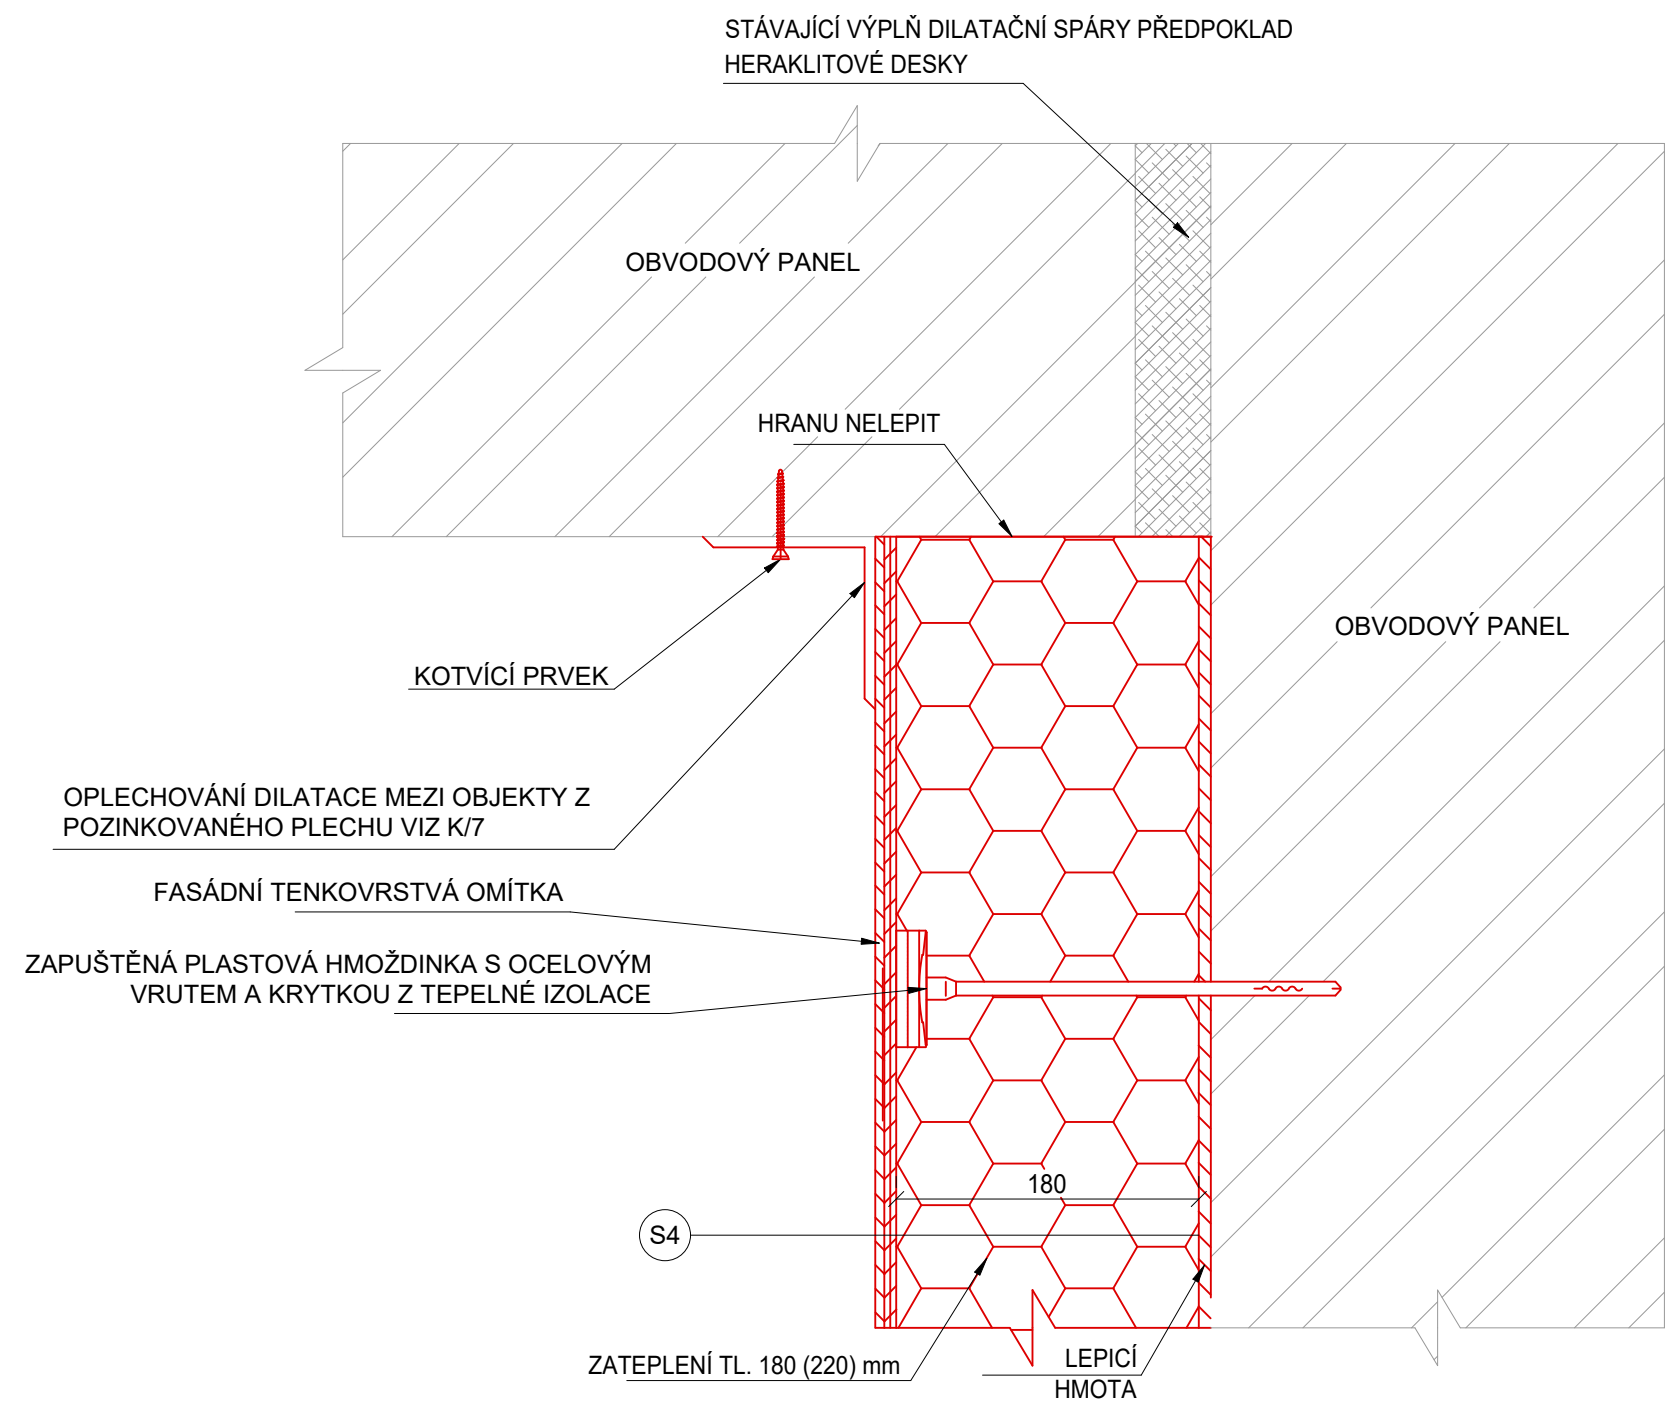 STÁVAJÍCÍ VÝPLŇ DILATAČNÍ SPÁRY PŘEDPOKLAD
HERAKLITOVÉ DESKY
OBVODOVÝ PANEL
HRANU NELEPIT
OBVODOVÝ PANEL
KOTVÍCÍ PRVEK
OPLECHOVÁNÍ DILATACE MEZI OBJEKTY Z
POZINKOVANÉHO PLECHU VIZ K/7
FASÁDNÍ TENKOVRSTVÁ OMÍTKA
ZAPUŠTĚNÁ PLASTOVÁ HMOŽDINKA S OCELOVÝM
VRUTEM A KRYTKOU Z TEPELNÉ IZOLACE
180
S4
ZATEPLENÍ TL. 180 (220) mm
LEPICÍ
HMOTA